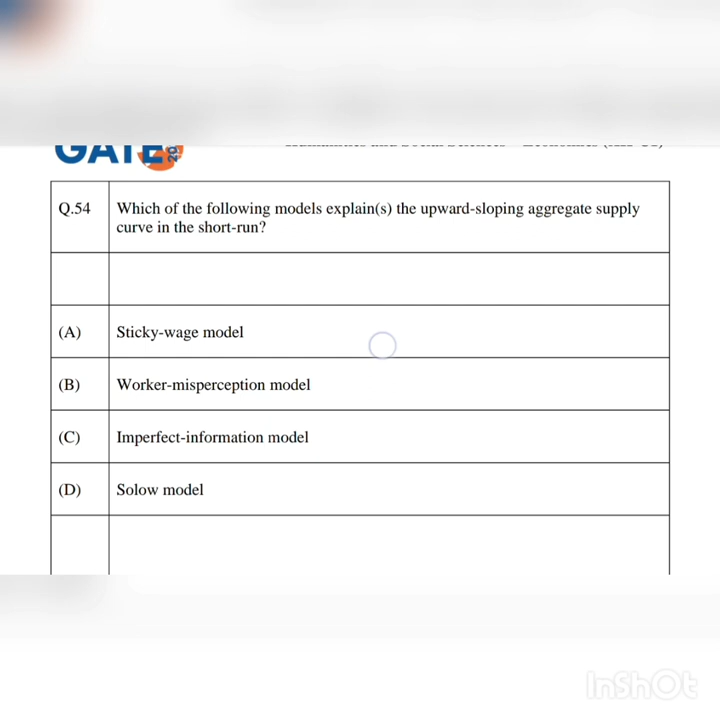 GATE
Q.54 Which of the following models explain(s) the upward-sloping aggregate supply
curve in the short-run?
(A) Sticky-wage model
(B) Worker-misperception model
(C) Imperfect-information model
(D) Solow model
InShOt